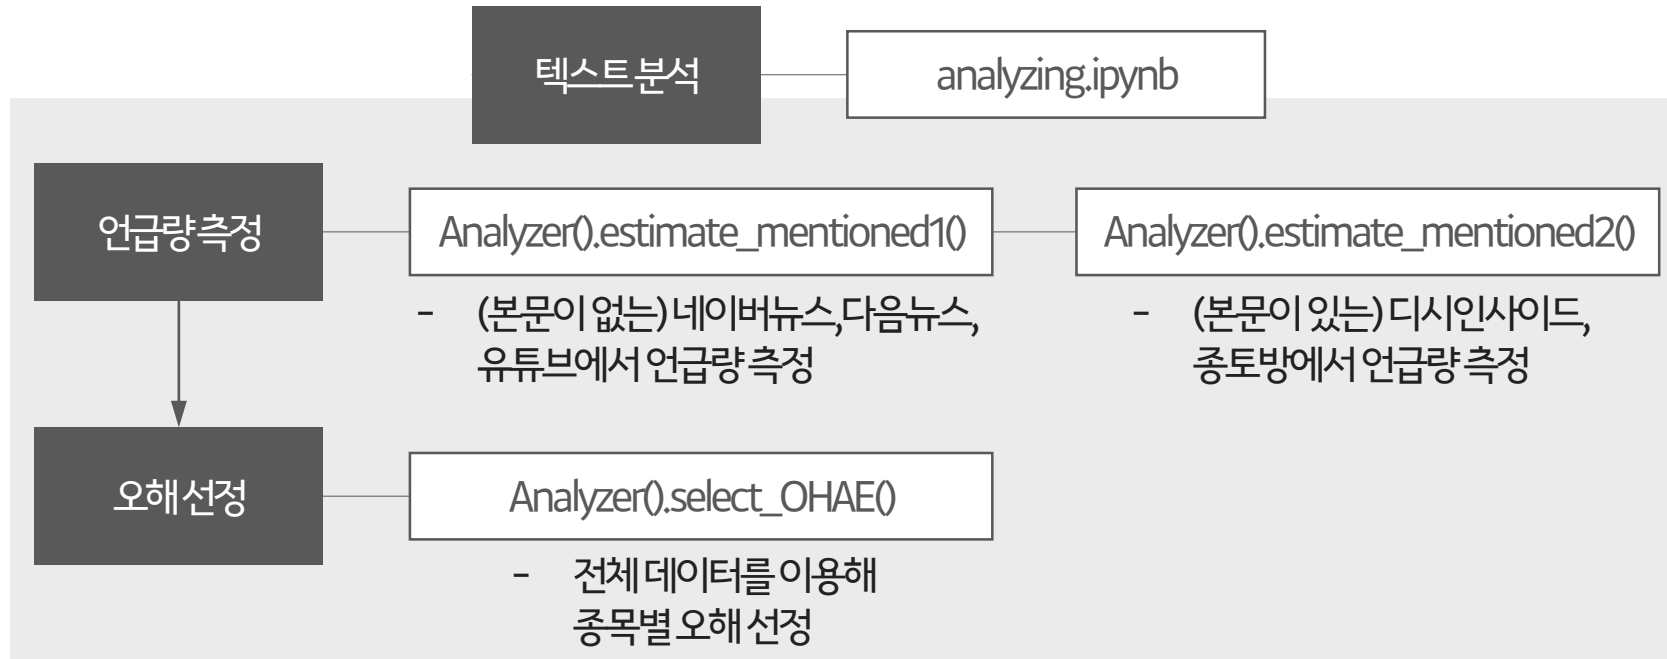 텍스트 분석
analyzing.ipynb
언급량 측정
Analyzer().estimate_mentioned1()
Analyzer().estimate_mentioned2()
- (본문이 없는) 네이버뉴스,다음뉴스,
유튜브에서 언급량 측정
- (본문이 있는) 디시인사이드,
종토방에서 언급량 측정
오해 선정
Analyzer().select_OHAE()
- 전체 데이터를 이용해
종목별 오해 선정